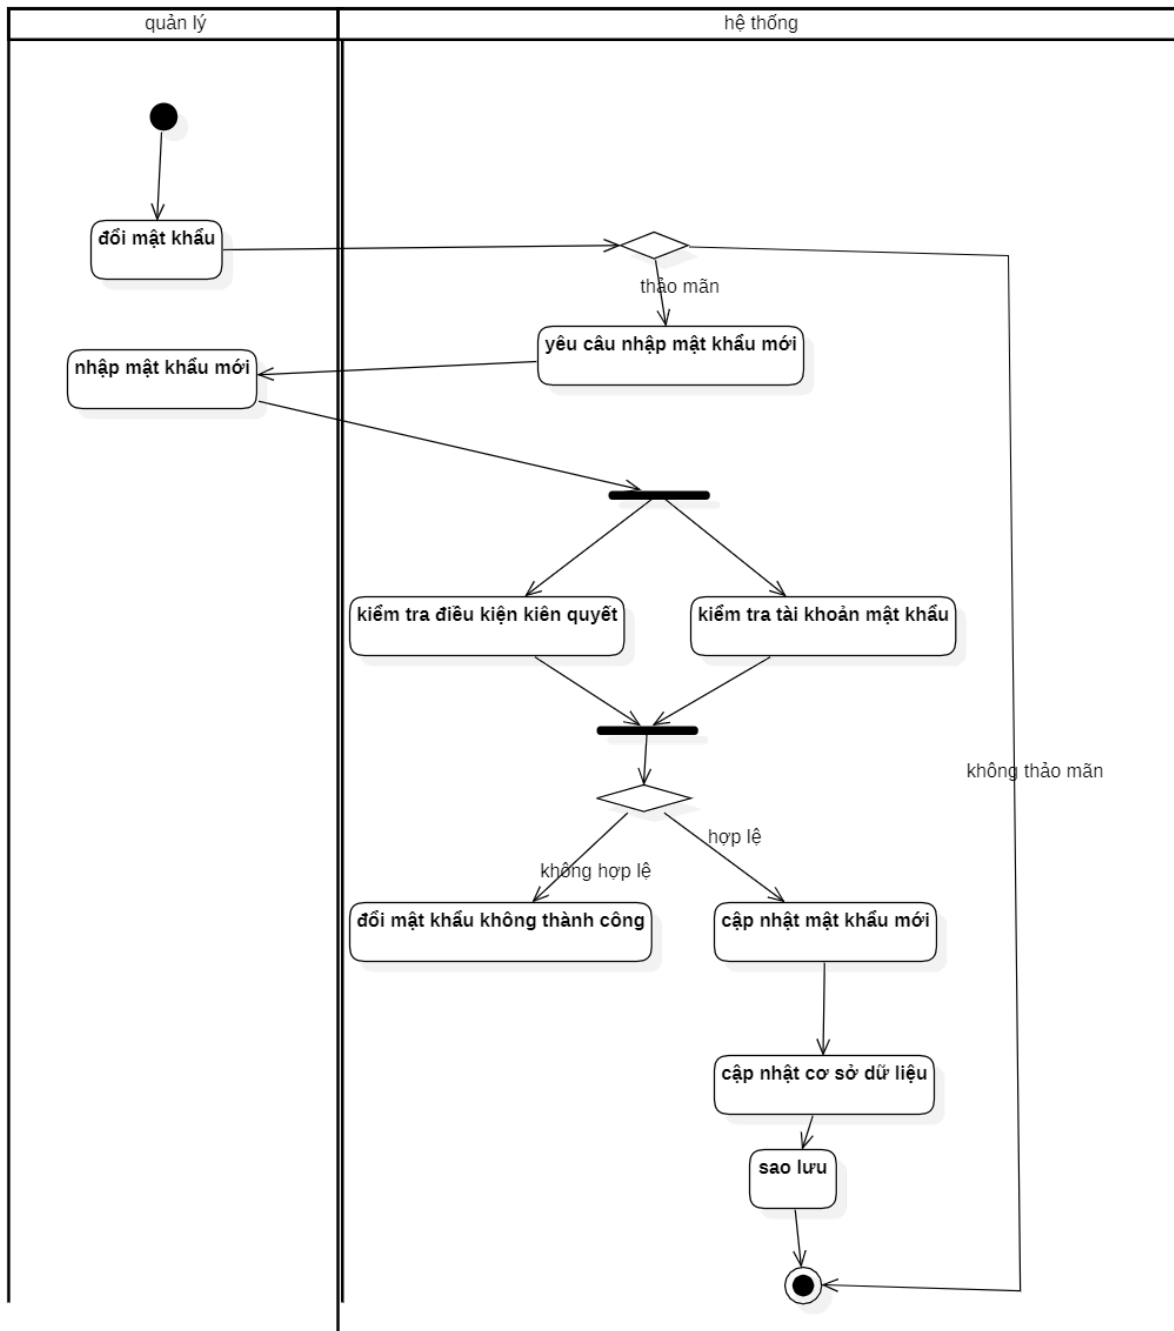 quản lý
hệ thống
đổi mật khẩu
thảo mãn
yêu câu nhập mật khẩu mới
nhập mật khẩu mới
kiểm tra điều kiện kiên quyết
kiểm tra tài khoản mật khẩu
không thảo mãn
hợp lệ
không hợp lệ
đổi mật khẩu không thành công
cập nhật mật khẩu mới
cập nhật cơ sở dữ liệu
sao lưu